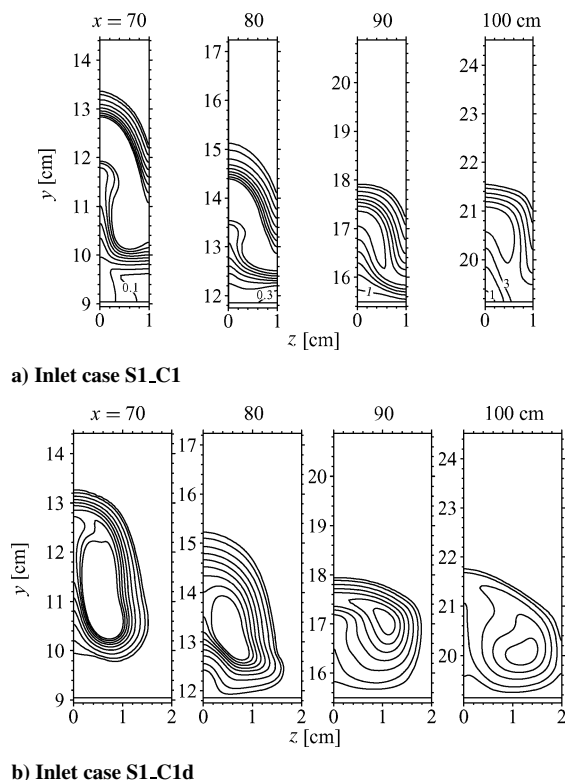 x = 70 80 90 100 cm
14 13 12 11 10 9
17 16 15 14 13 12
20 19 18 17 16
24 23 22 21 20
y [cm]
0.1 0.3 1 1 3
0 1 0 1 0 1 0 1
z [cm]
a) Inlet case S1_C1
x = 70 80 90 100 cm
14 13 12 11 10 9
17 16 15 14 13 12
20 19 18 17 16
24 23 22 21 20
y [cm]
0 1 2 0 1 2 0 1 2 0 1 2
z [cm]
b) Inlet case S1_C1d